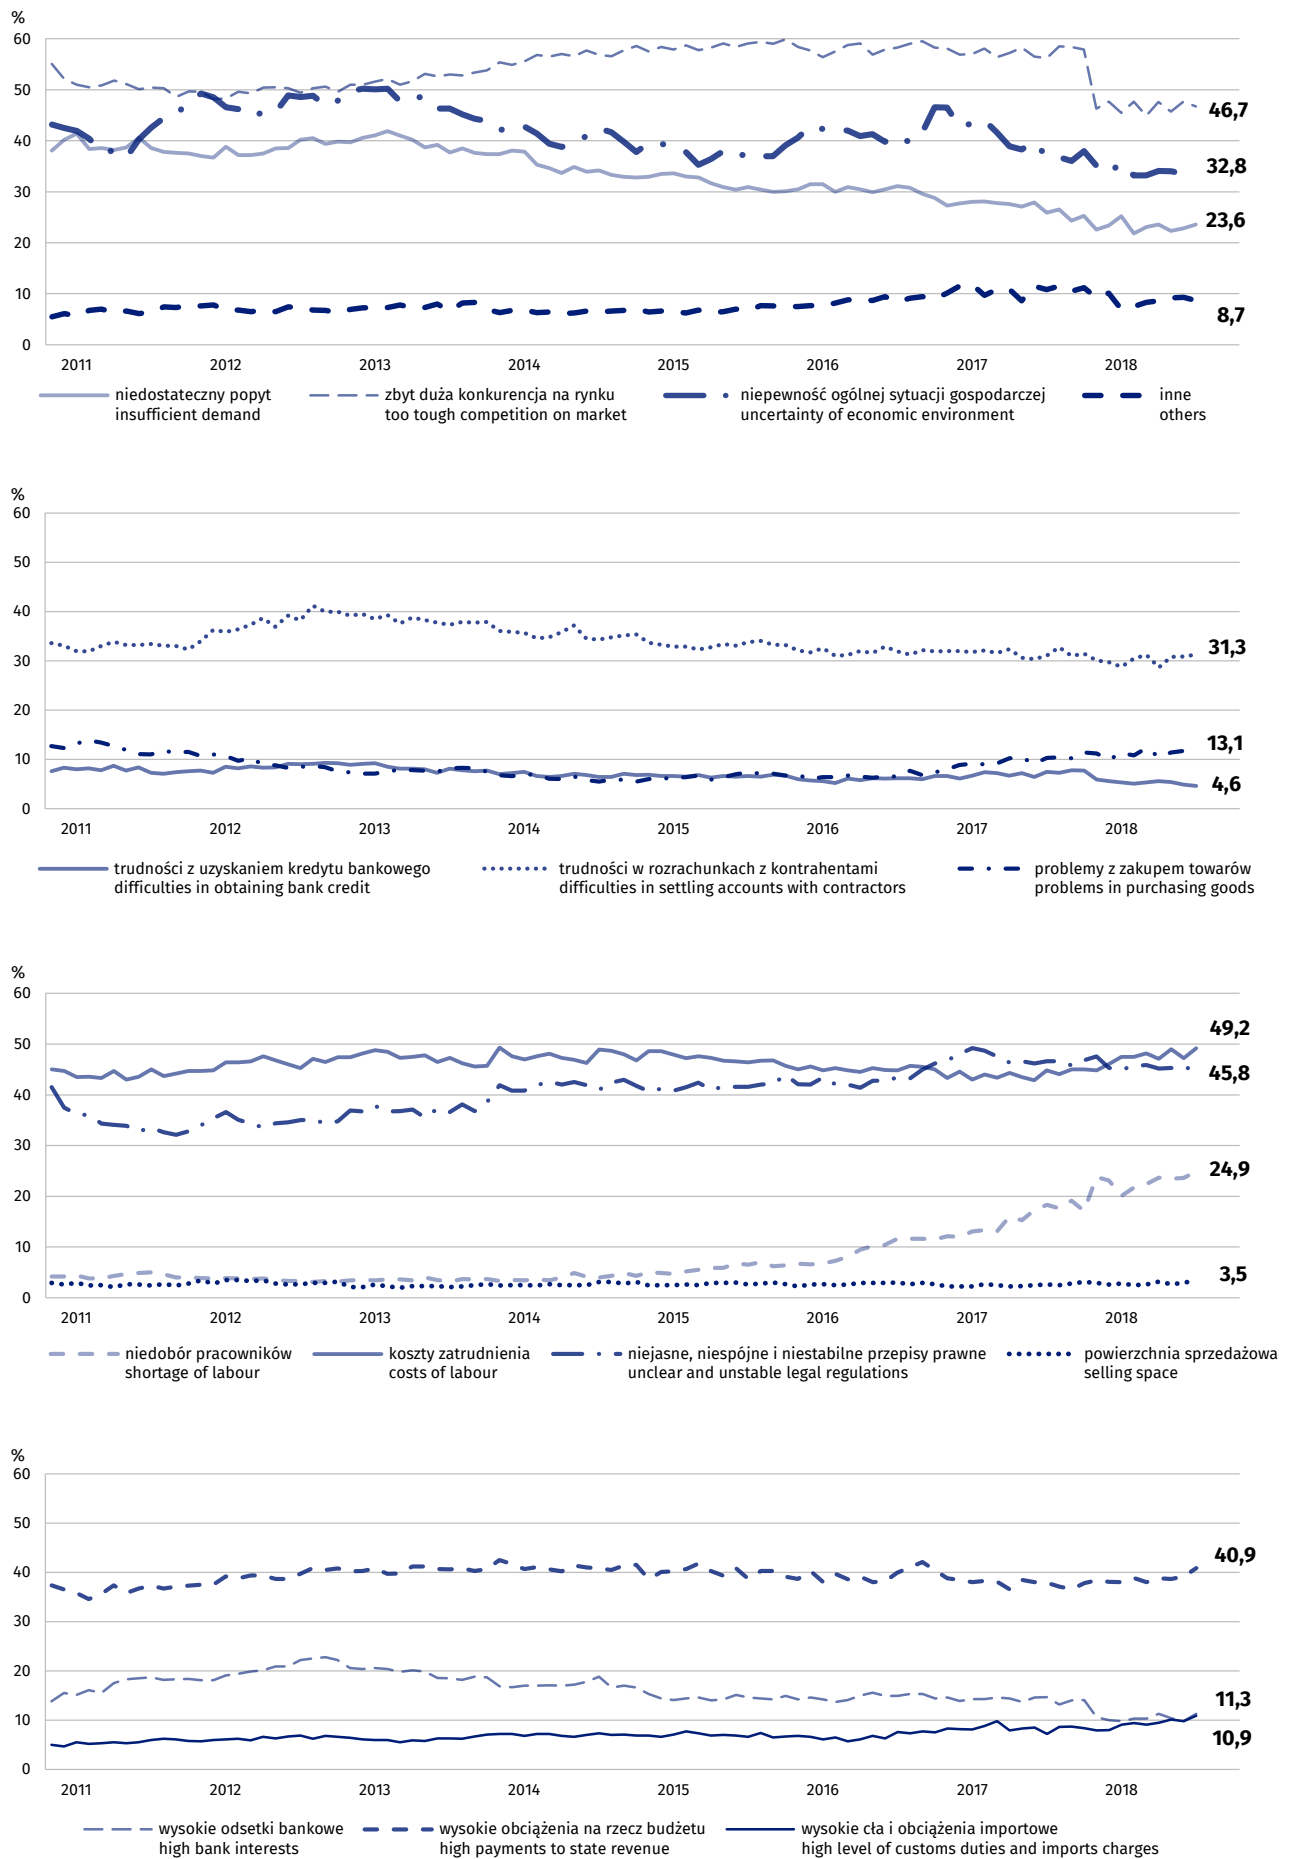 %
60
50
40
30
20
10
0
46,7
32,8
23,6
8,7
2011 2012 2013 2014 2015 2016 2017 2018
niedostateczny popyt
insufficient demand
zbyt duża konkurencja na rynku
too tough competition on market
niepewność ogólnej sytuacji gospodarczej
uncertainty of economic environment
inne
others
%
60
50
40
30
20
10
0
31,3
13,1
4,6
2011 2012 2013 2014 2015 2016 2017 2018
trudności z uzyskaniem kredytu bankowego
difficulties in obtaining bank credit
trudności w rozrachunkach z kontrahentami
difficulties in settling accounts with contractors
problemy z zakupem towarów
problems in purchasing goods
%
60
50
40
30
20
10
0
49,2
45,8
24,9
3,5
2011 2012 2013 2014 2015 2016 2017 2018
niedobór pracowników
shortage of labour
koszty zatrudnienia
costs of labour
niejasne, niespójne i niestabilne przepisy prawne
unclear and unstable legal regulations
powierzchnia sprzedażowa
selling space
%
60
50
40
30
20
10
0
40,9
11,3
10,9
2011 2012 2013 2014 2015 2016 2017 2018
wysokie odsetki bankowe
high bank interests
wysokie obciążenia na rzecz budżetu
high payments to state revenue
wysokie cła i obciążenia importowe
high level of customs duties and imports charges